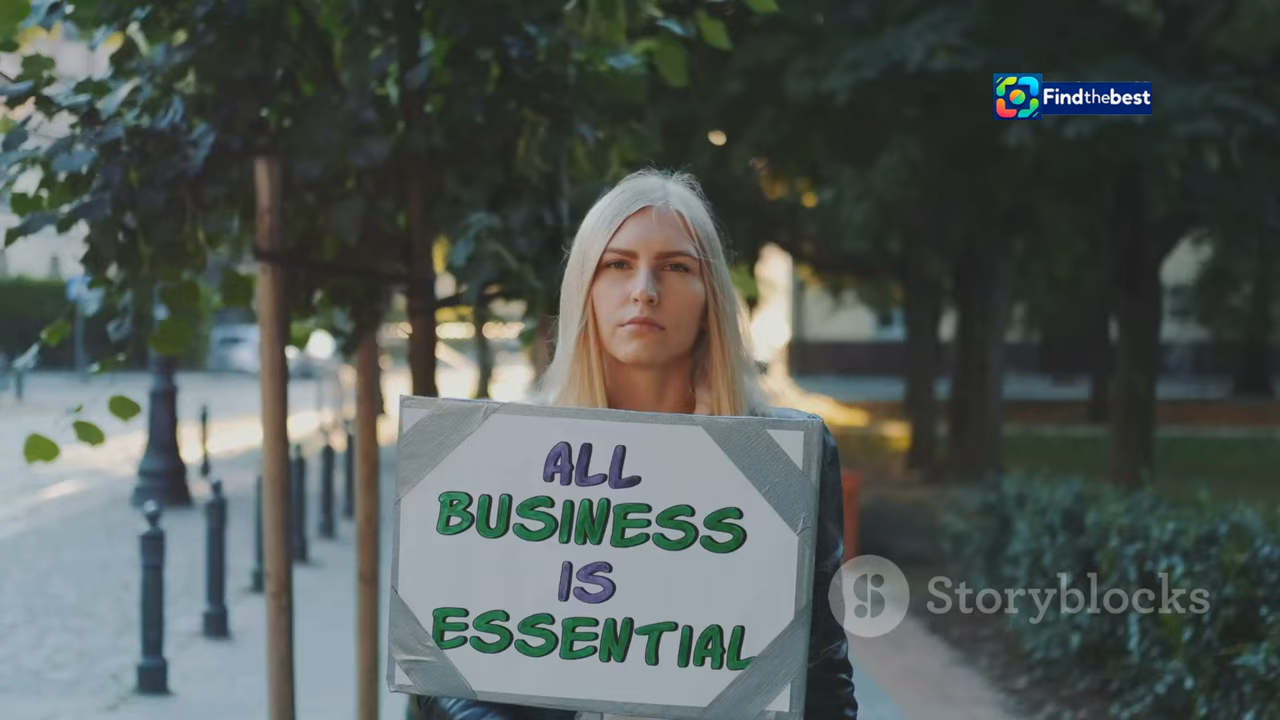 Findthebest
ALL
BUSINESS
IS
ESSENTIAL
Storyblocks